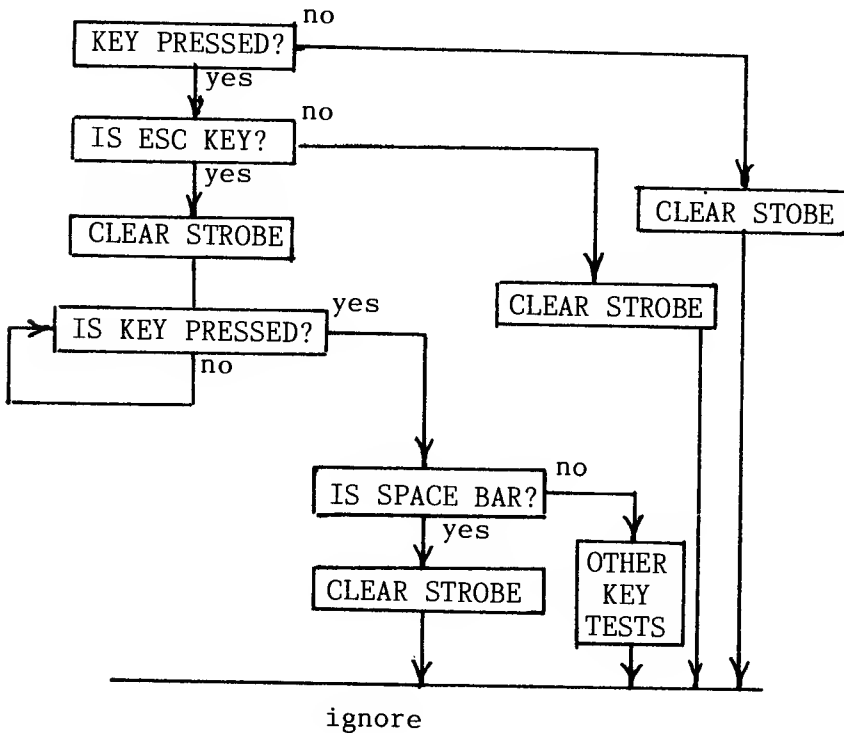 no
KEY PRESSED?
yes
no
IS ESC KEY?
yes
CLEAR STOBE
CLEAR STROBE
CLEAR STROBE
yes
IS KEY PRESSED?
no
no
IS SPACE BAR?
yes
OTHER
KEY
TESTS
CLEAR STROBE
ignore